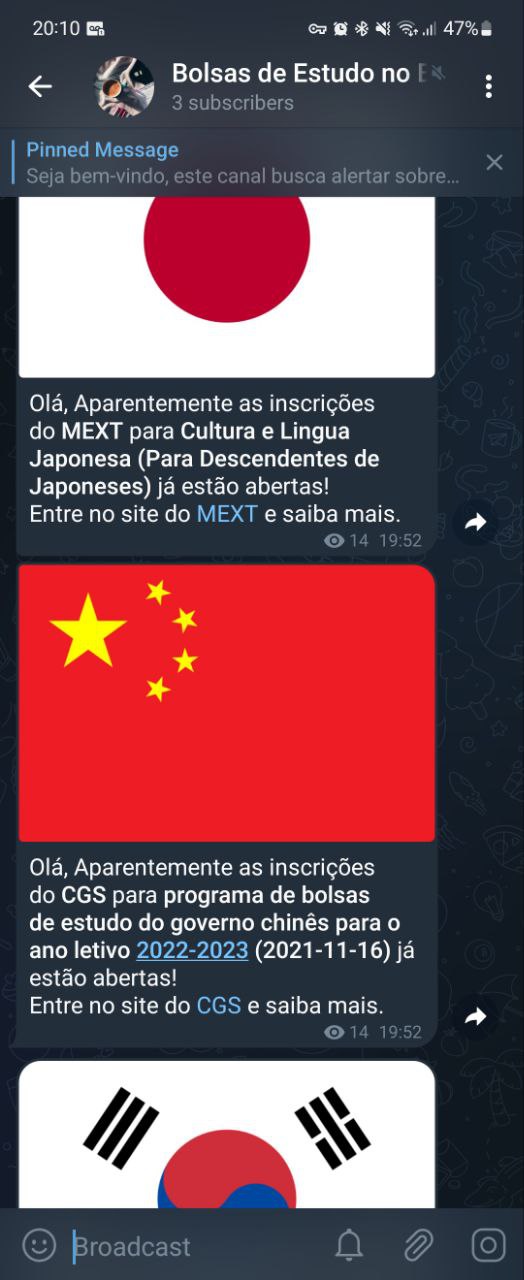 20:10
47%
Bolsas de Estudo no E
3 subscribers
Pinned Message
Seja bem-vindo, este canal busca alertar sobre...
Olá, Aparentemente as inscrições
do MEXT para Cultura e Lingua
Japonesa (Para Descendentes de
Japoneses) já estão abertas!
Entre no site do MEXT e saiba mais.
14 19:52
Olá, Aparentemente as inscrições
do CGS para programa de bolsas
de estudo do governo chinês para o
ano letivo 2022-2023 (2021-11-16) já
estão abertas!
Entre no site do CGS e saiba mais.
14 19:52
Broadcast